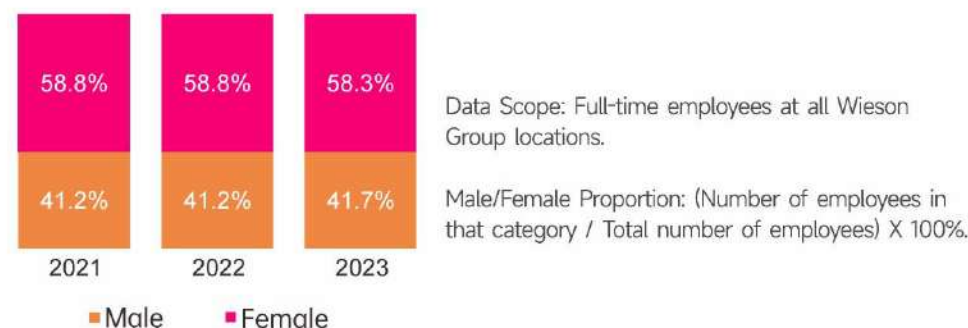 58.8% 58.8% 58.3%
41.2% 41.2% 41.7%
2021 2022 2023
Male Female
Data Scope: Full-time employees at all Wieson
Group locations.
Male/Female Proportion: (Number of employees in
that category / Total number of employees) X 100%.